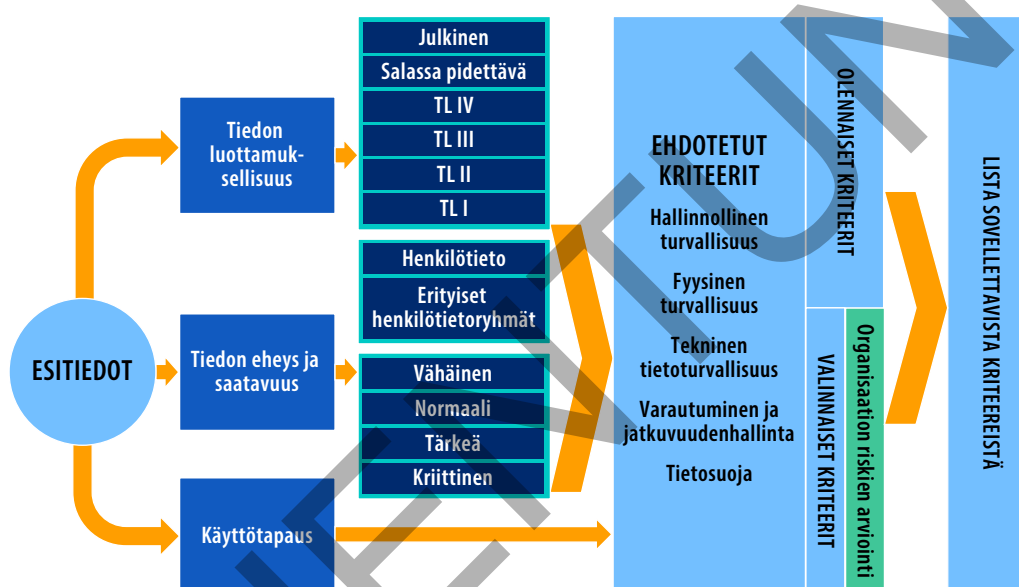 ESITIEDOT
Tiedon
luottamuk-
sellisuus
Tiedon eheys ja
saatavuus
Käyttötapaus
Julkinen
Salassa pidettävä
TL IV
TL III
TL II
TL I
Henkilötieto
Erityiset
henkilötietoryhmät
Vähäinen
Normaali
Tärkeä
Kriittinen
EHDOTETUT
KRITEERIT
Hallinnollinen
turvallisuus
Fyysinen
turvallisuus
Tekninen
tietoturvallisuus
Varautuminen ja
jatkuvuudenhallinta
Tietosuoja
OLENNAISET KRITEERIT
VALINNAISET KRITEERIT
Organisaation riskien arviointi
LISTA SOVELLETTAVISTA KRITEEREISTÄ